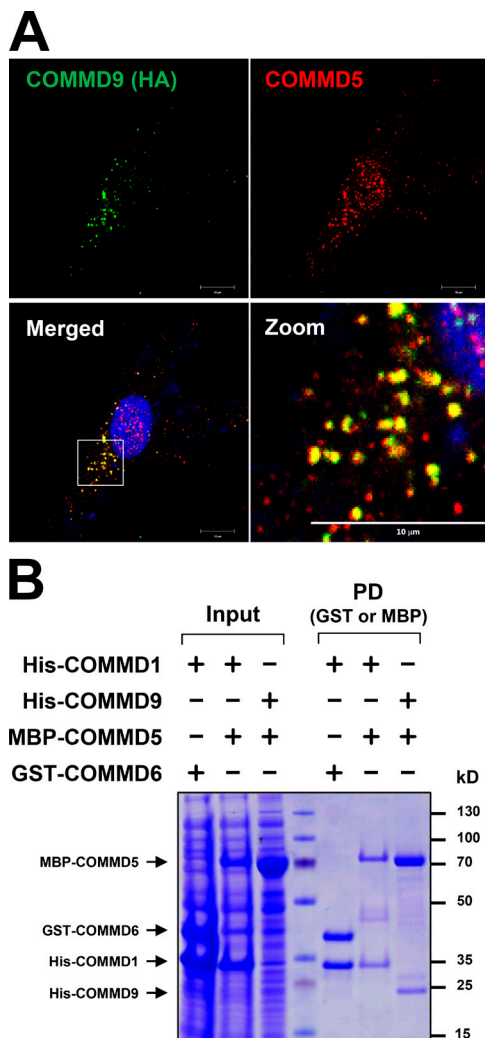 A
COMMD9 (HA)
COMMD5
Merged
Zoom
10 μm
B
Input
PD
(GST or MBP)
His-COMMD1 + + − + + −
His-COMMD9 − − + − − +
MBP-COMMD5 − + + − + +
GST-COMMD6 + − − + − −
kD
130
100
MBP-COMMD5
70
50
GST-COMMD6
His-COMMD1
35
25
His-COMMD9
15